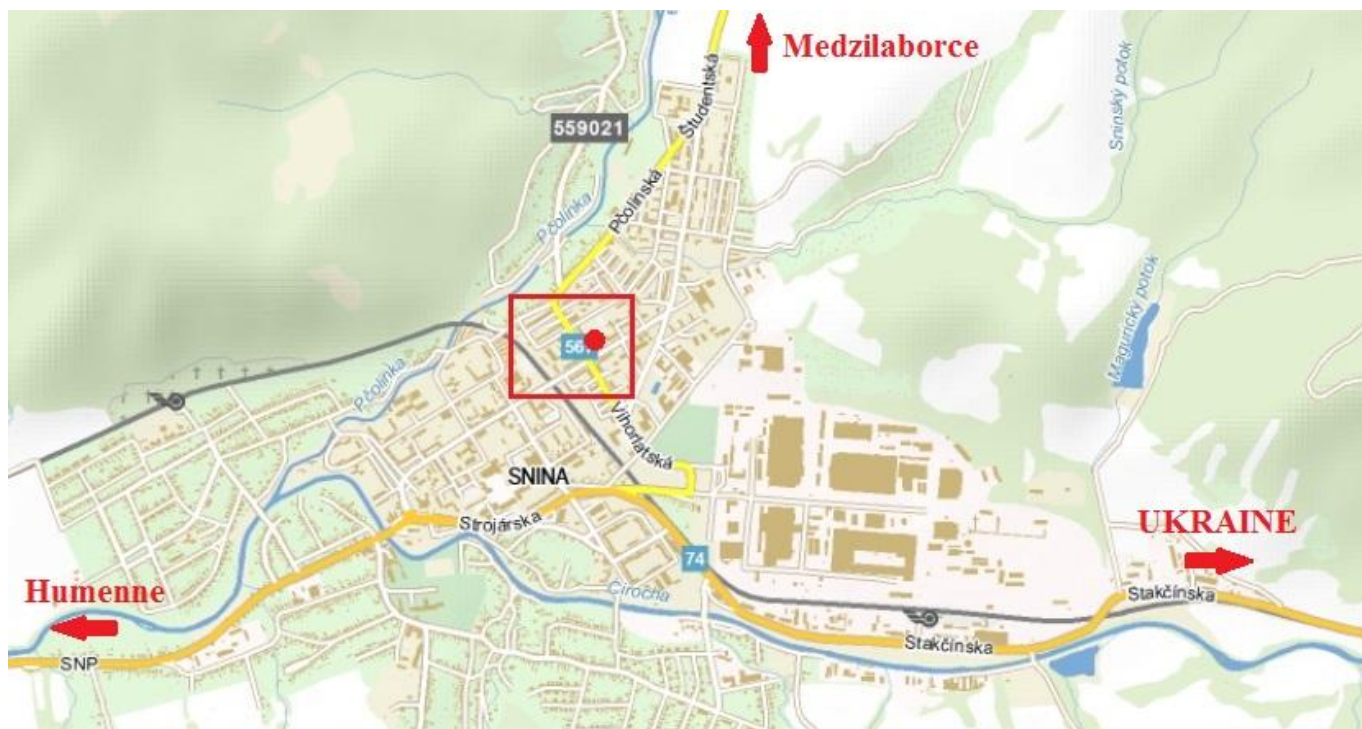 Medzilaborce
Študentská
559021
Sninský potok
Pčolinská
Pčolinka
Magurický potok
Pčolinka
Vihorlatská
SNINA
Strojárska
UKRAINE
74
Humenne
Cirocha
Stakčínska
Stakčínska
SNP